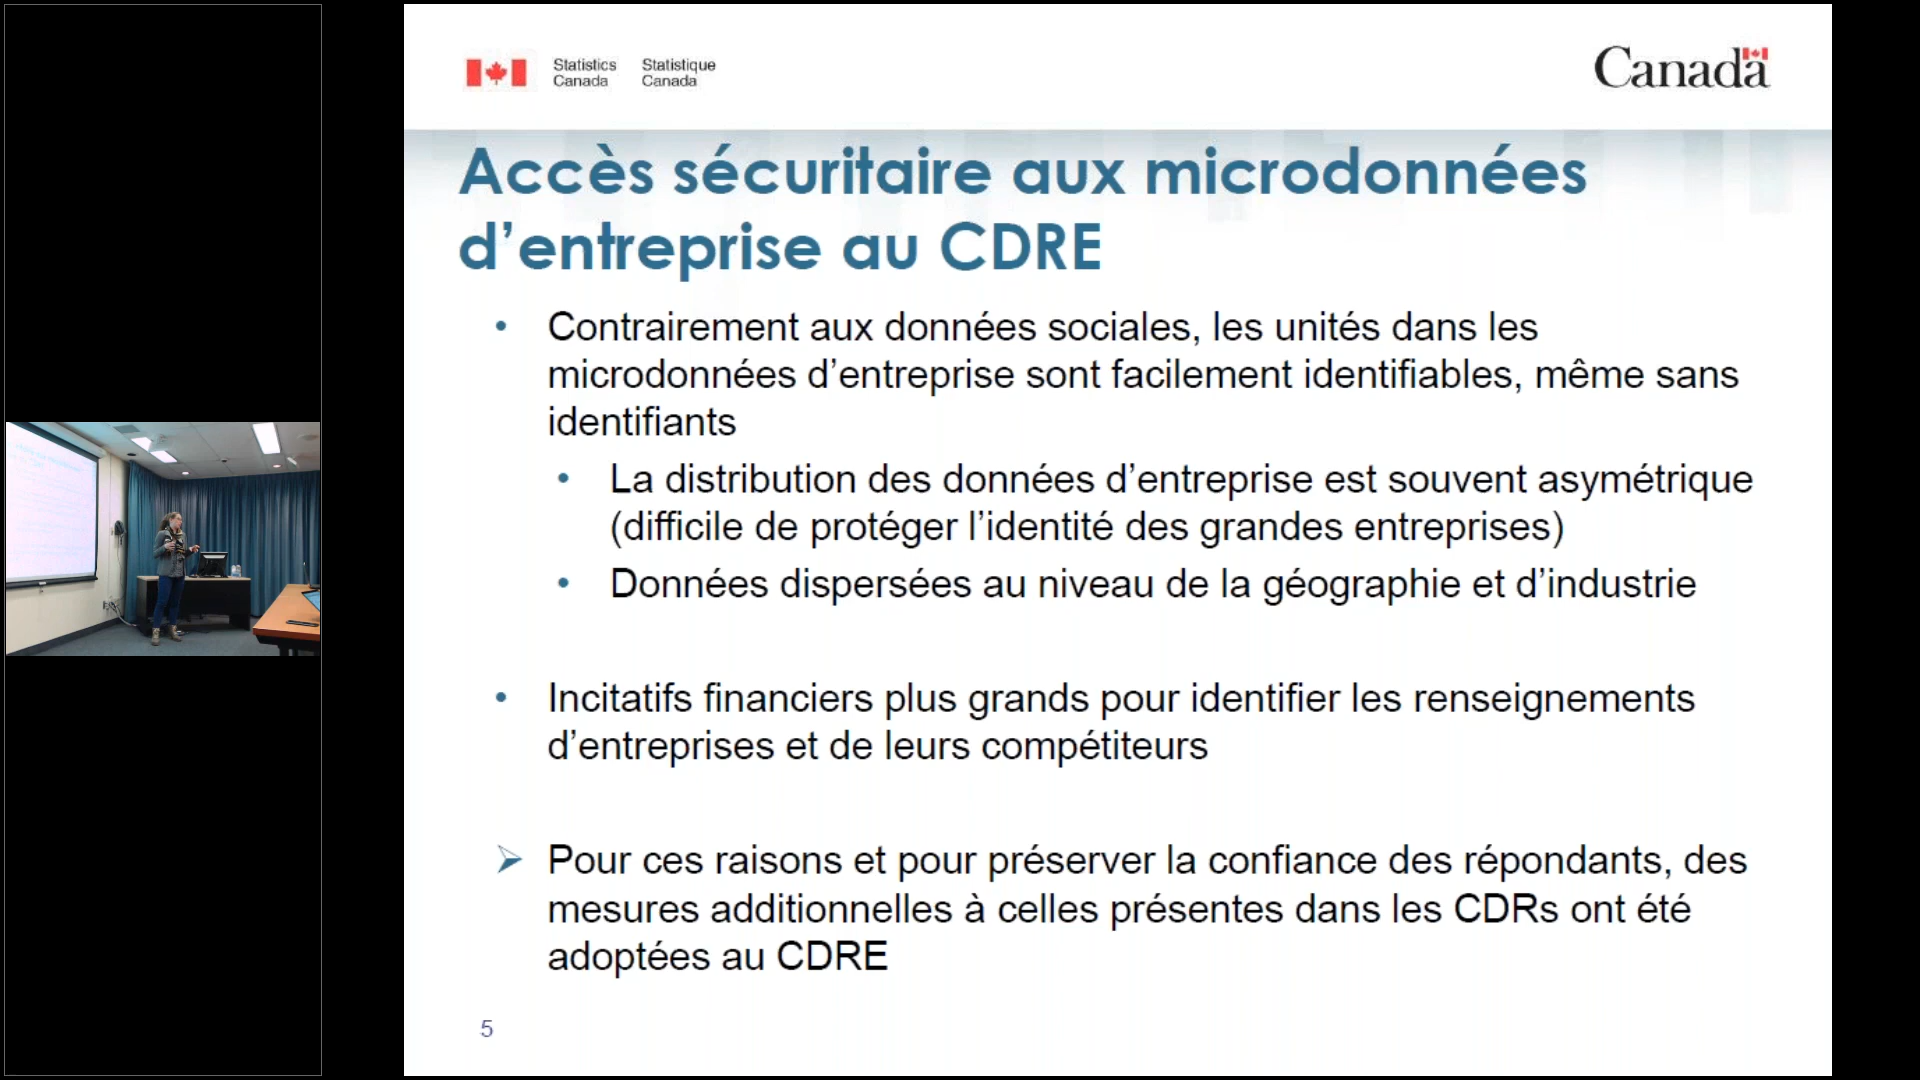 Statistics Canada
Statistique Canada
Canada
Accès sécuritaire aux microdonnées
d’entreprise au CDRE
• Contrairement aux données sociales, les unités dans les
microdonnées d’entreprise sont facilement identifiables, même sans
identifiants
• La distribution des données d’entreprise est souvent asymétrique
(difficile de protéger l’identité des grandes entreprises)
• Données dispersées au niveau de la géographie et d’industrie
• Incitatifs financiers plus grands pour identifier les renseignements
d’entreprises et de leurs compétiteurs
➢ Pour ces raisons et pour préserver la confiance des répondants, des
mesures additionnelles à celles présentes dans les CDRs ont été
adoptées au CDRE
5